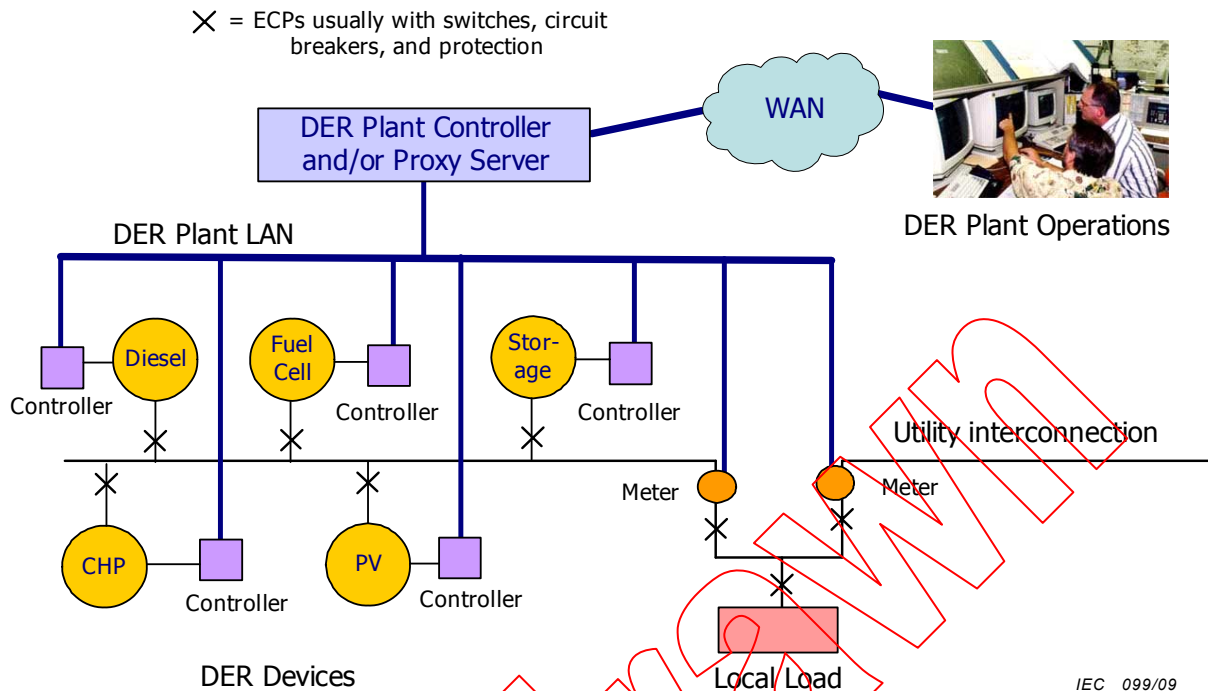 = ECPs usually with switches, circuit
breakers, and protection
WAN
DER Plant Controller
and/or Proxy Server
DER Plant Operations
DER Plant LAN
Diesel
Fuel
Cell
Stor-
age
Controller
Controller
Controller
Utility interconnection
Meter
Meter
CHP
PV
Controller
Controller
DER Devices
Local Load
IEC 099/09